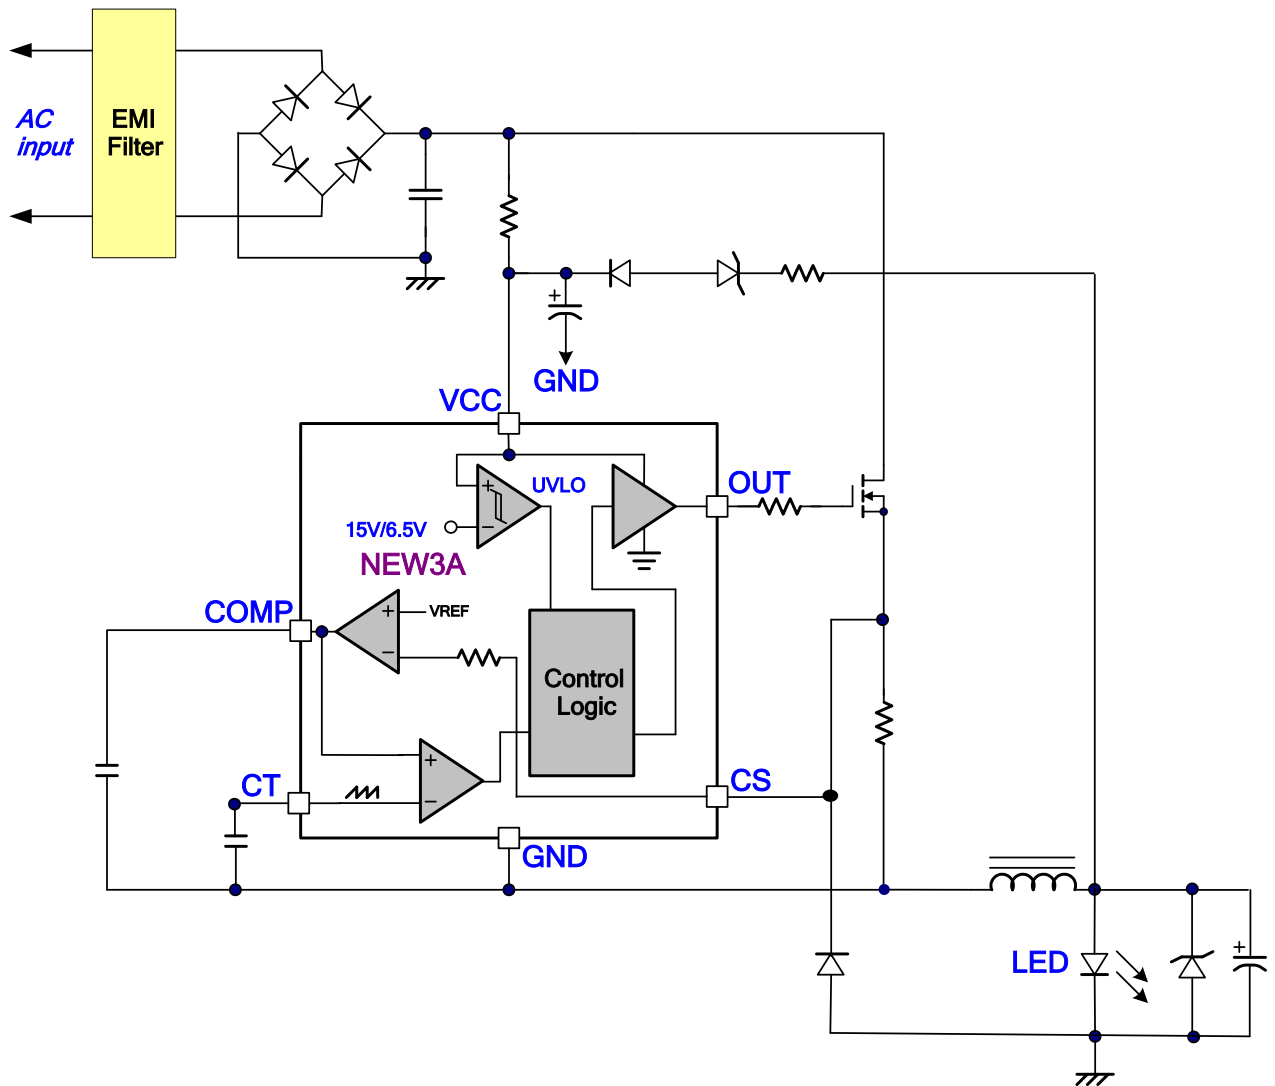 AC
input
EMI
Filter
+
GND
VCC
OUT
UVLO
+
15V/6.5V
−
NEW3A
COMP
+
VREF
−
Control
Logic
CT
+
−
CS
GND
LED
+